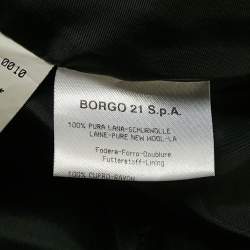 0010
BORGO 21 S.p.A.
100% PURA LANA-SCHURWOLLE
LAINE-PURE NEW WOOL-LA
Fodera-Forro-Doublure
Futterstoff-Lining
100% CUPRO-RAYON